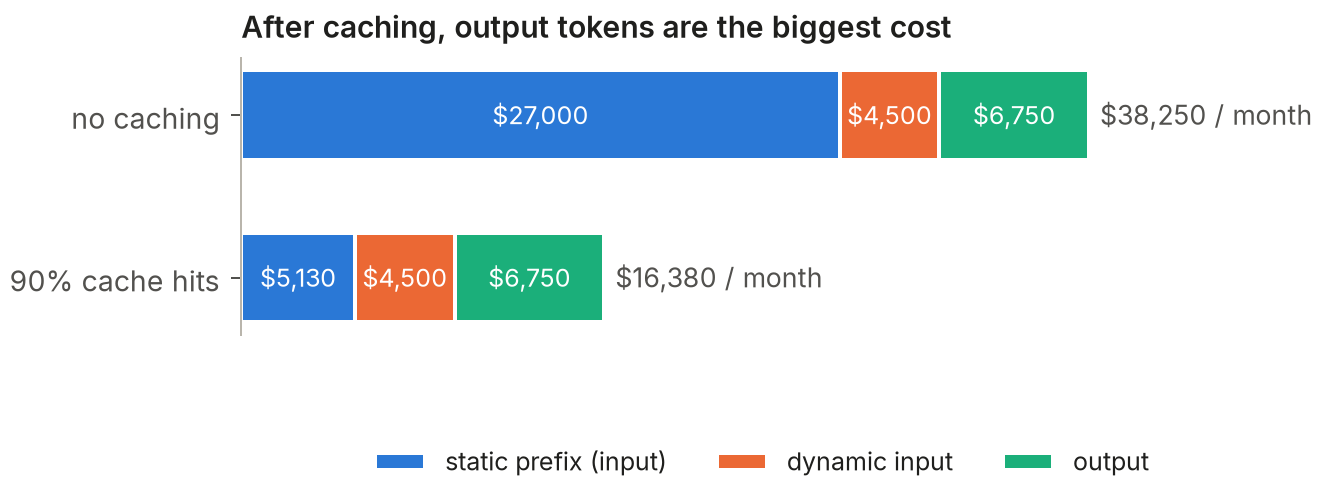 After caching, output tokens are the biggest cost
no caching
$27,000
$4,500
$6,750
$38,250 / month
90% cache hits
$5,130
$4,500
$6,750
$16,380 / month
static prefix (input)
dynamic input
output